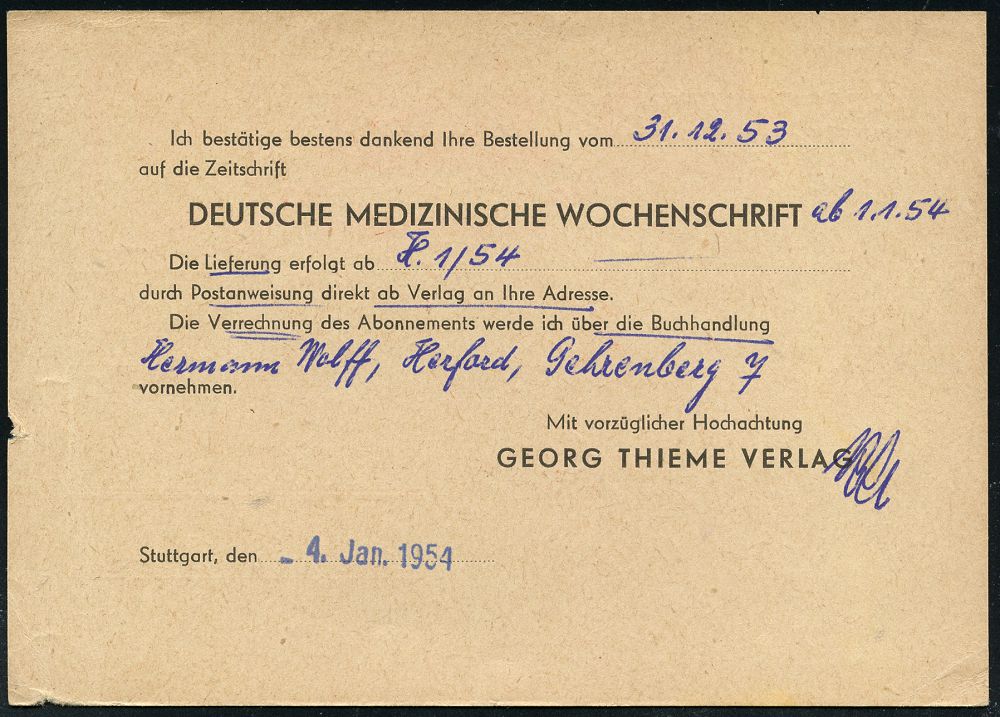 Ich bestätige bestens dankend Ihre Bestellung vom 31.12.53
auf die Zeitschrift
DEUTSCHE MEDIZINISCHE WOCHENSCHRIFT ab 1.1.54
Die Lieferung erfolgt ab H. 1/54
durch Postanweisung direkt ab Verlag an Ihre Adresse.
Die Verrechnung des Abonnements werde ich über die Buchhandlung
Hermann Wolff, Herford, Gehrenberg 7
vornehmen.
Mit vorzüglicher Hochachtung
GEORG THIEME VERLAG
Stuttgart, den - 4. Jan. 1954